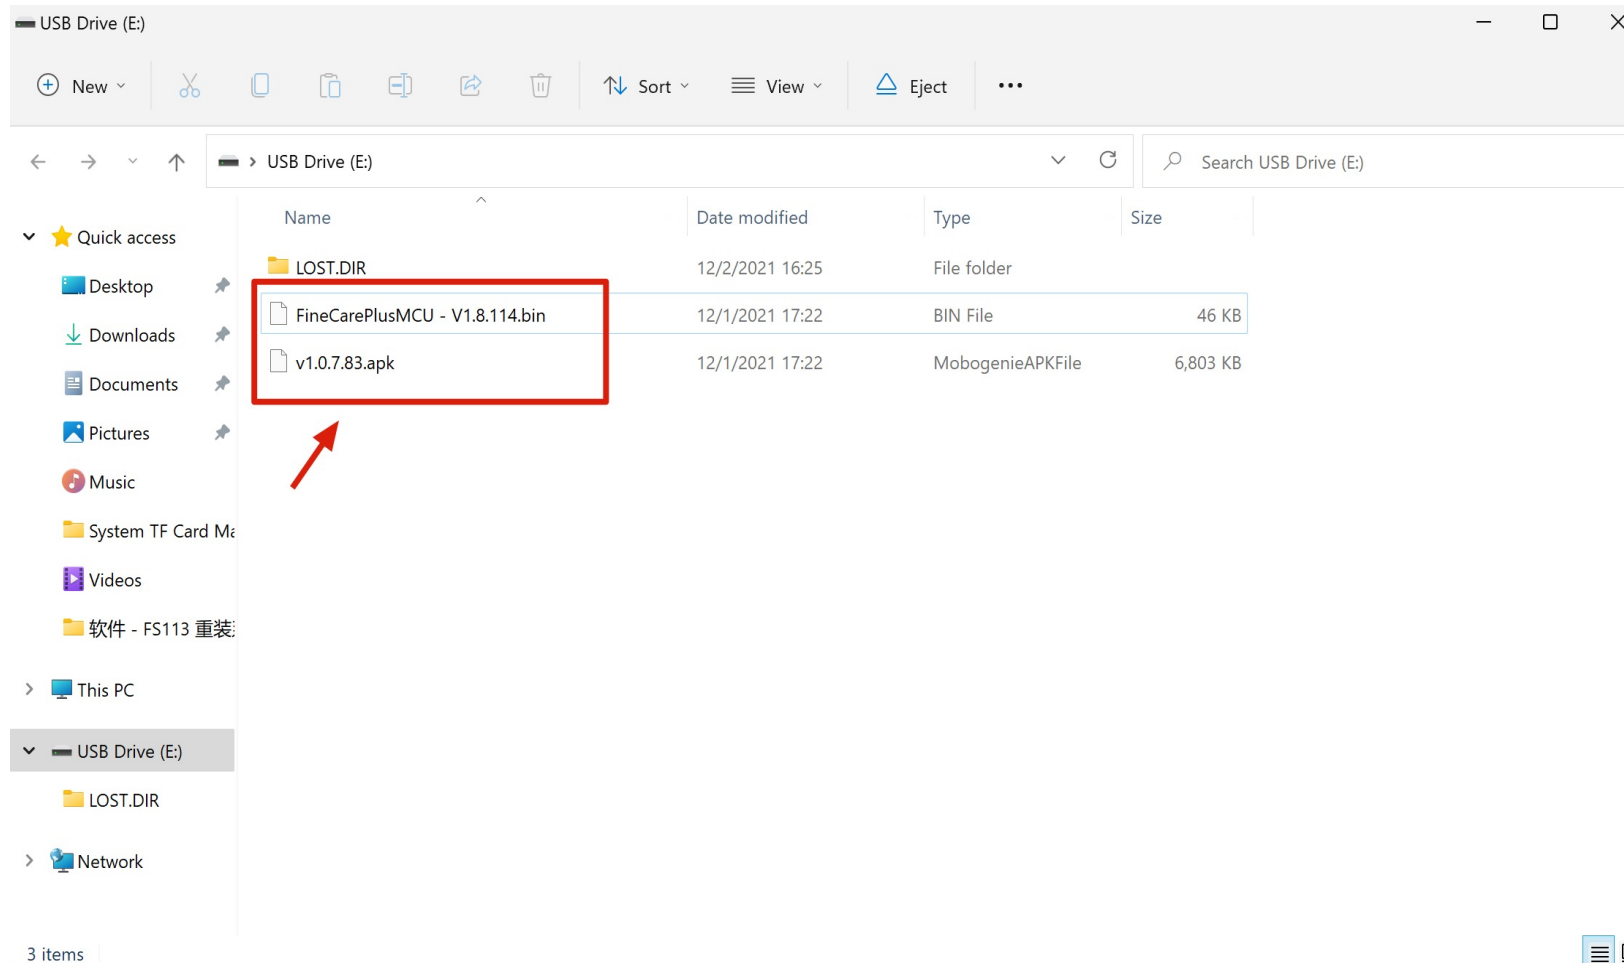 USB Drive (E:)
New
Sort
View
Eject
USB Drive (E:)
Search USB Drive (E:)
Name Date modified Type Size
Quick access
Desktop
Downloads
Documents
Pictures
Music
System TF Card Ma
Videos
软件 - FS113 重装
This PC
USB Drive (E:)
LOST.DIR
Network
LOST.DIR 12/2/2021 16:25 File folder
FineCarePlusMCU - V1.8.114.bin 12/1/2021 17:22 BIN File 46 KB
v1.0.7.83.apk 12/1/2021 17:22 MobogenieAPKFile 6,803 KB
3 items